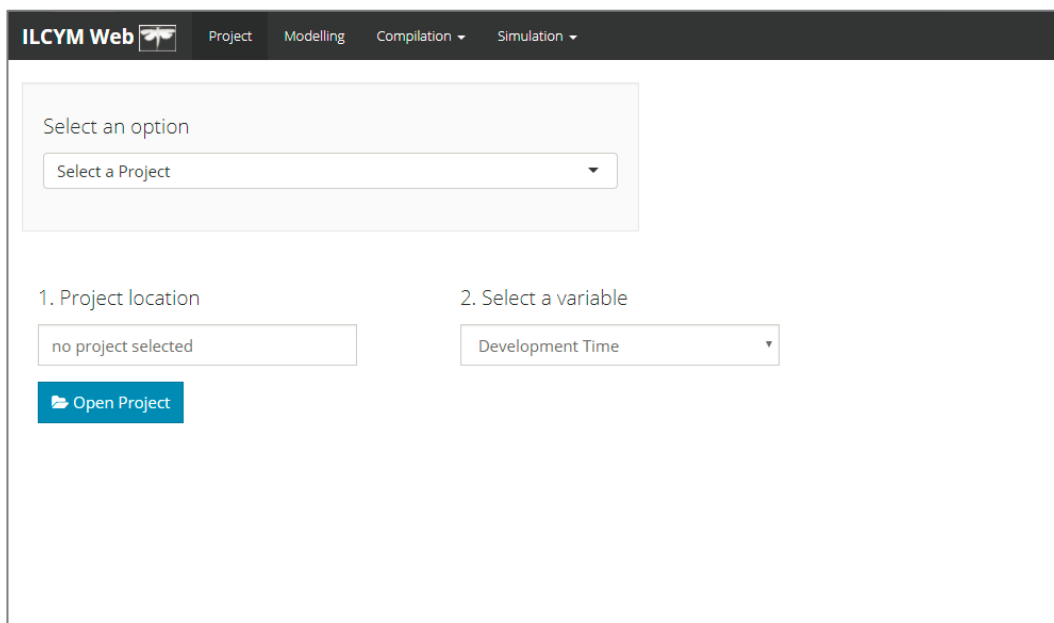 ILCYM Web Project Modelling Compilation Simulation
Select an option
Select a Project
1. Project location 2. Select a variable
no project selected Development Time
Open Project